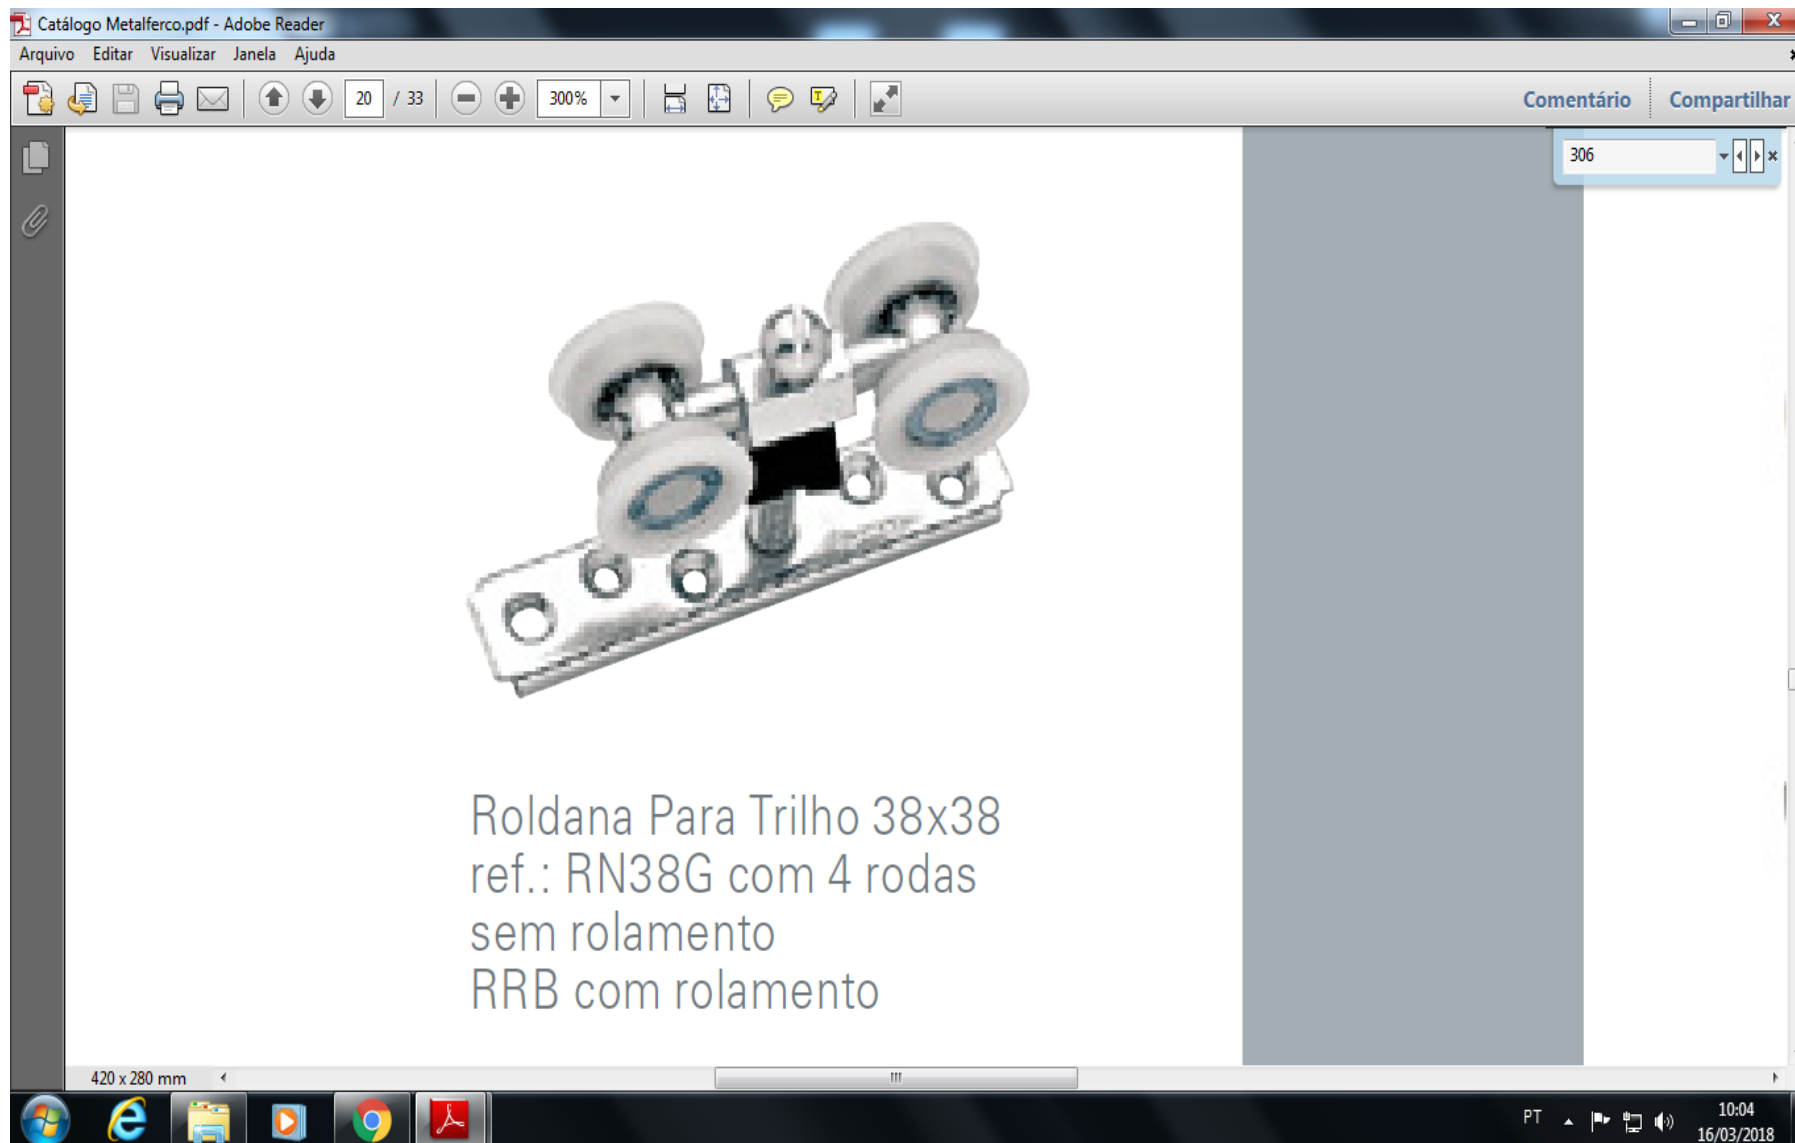 Catálogo Metalferco.pdf - Adobe Reader
Arquivo Editar Visualizar Janela Ajuda
20 / 33 300% Comentário Compartilhar
306
Roldana Para Trilho 38x38
ref.: RN38G com 4 rodas
sem rolamento
RRB com rolamento
420 x 280 mm
PT 10:04
16/03/2018